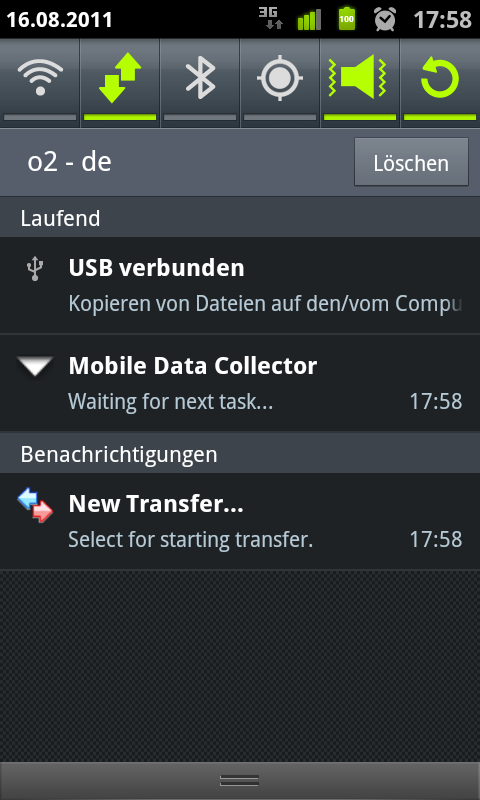 16.08.2011 3G 100 17:58
o2 - de Löschen
Laufend
USB verbunden
Kopieren von Dateien auf den/vom Compu
Mobile Data Collector
Waiting for next task... 17:58
Benachrichtigungen
New Transfer...
Select for starting transfer. 17:58